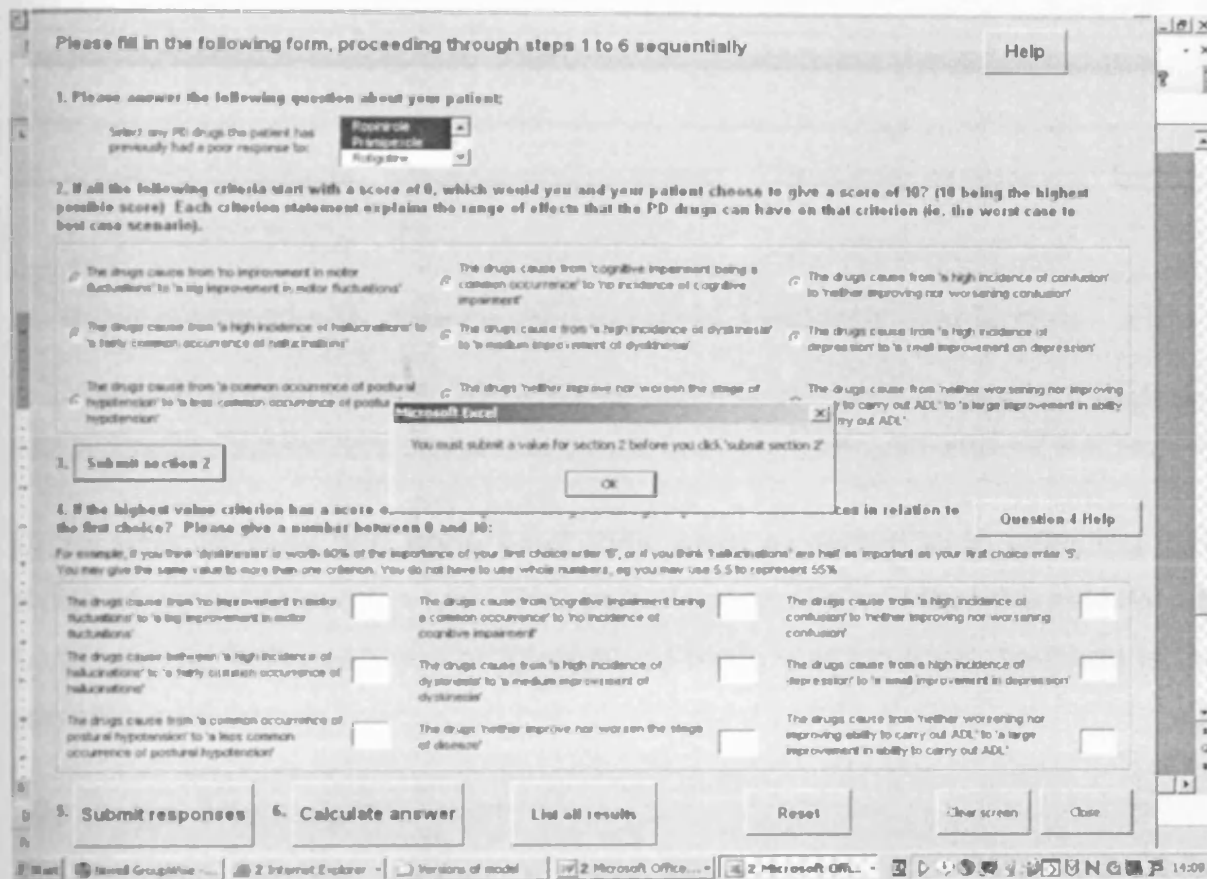 Please fill in the following form, proceeding through steps 1 to 6 sequentially
Help
1. Please answer the following question about your patient:
Select any PD drugs this patient has
previously had a poor response to:
Ropinirole
Pramipexole
Rotigotine
2. If all the following criteria start with a score of 0, which would you and your patient choose to give a score of 10? (10 being the highest
possible score) Each criterion statement explains the range of effects that the PD drugs can have on that criterion (ie. the worst case to
best case scenario).
The drugs cause from 'no improvement in motor
fluctuations' to 'a big improvement in motor fluctuations'
The drugs cause from 'cognitive impairment being a
common occurrence' to 'no incidence of cognitive
impairment'
The drugs cause from 'a high incidence of confusion'
to 'neither improving nor worsening confusion'
The drugs cause from 'a high incidence of hallucinations' to
'a fairly common occurrence of hallucinations'
The drugs cause from 'a high incidence of dyskinesia'
to 'a medium improvement of dyskinesia'
The drugs cause from 'a high incidence of
depression' to 'a small improvement on depression'
The drugs cause from 'a common occurrence of postural
hypotension' to 'a less common occurrence of postural
hypotension'
The drugs 'neither improve nor worsen the stage of
The drugs cause from 'neither worsening nor improving
to carry out ADL' to 'a large improvement in ability
carry out ADL'
Microsoft Excel
You must submit a value for section 2 before you click 'submit section 2'
OK
3. Submit section 2
4. If the highest value criterion has a score o
ces in relation to
the first choice? Please give a number between 0 and 10:
Question 4 Help
For example, if you think 'dyskinesias' is worth 60% of the importance of your first choice enter '6', or if you think 'hallucinations' are half as important as your first choice enter '5'.
You may give the same value to more than one criterion. You do not have to use whole numbers, eg you may use 5.5 to represent 55%
The drugs cause from 'no improvement in motor
fluctuations' to 'a big improvement in motor
fluctuations'
The drugs cause from 'cognitive impairment being
a common occurrence' to 'no incidence of
cognitive impairment'
The drugs cause from 'a high incidence of
confusion' to 'neither improving nor worsening
confusion'
The drugs cause between 'a high incidence of
hallucinations' to 'a fairly common occurrence of
hallucinations'
The drugs cause from 'a high incidence of
dyskinesia' to 'a medium improvement of
dyskinesia'
The drugs cause from a high incidence of
depression' to 'a small improvement in depression'
The drugs cause from 'a common occurrence of
postural hypotension' to 'a less common
occurrence of postural hypotension'
The drugs 'neither improve nor worsen the stage
of disease'
The drugs cause from 'neither worsening nor
improving ability to carry out ADL' to 'a large
improvement in ability to carry out ADL'
5. Submit responses
6. Calculate answer
List all results
Reset
Clear screen
Close
Start
Novell GroupWise -...
2 Internet Explorer
Versions of model
2 Microsoft Office...
2 Microsoft Offi...
14:09